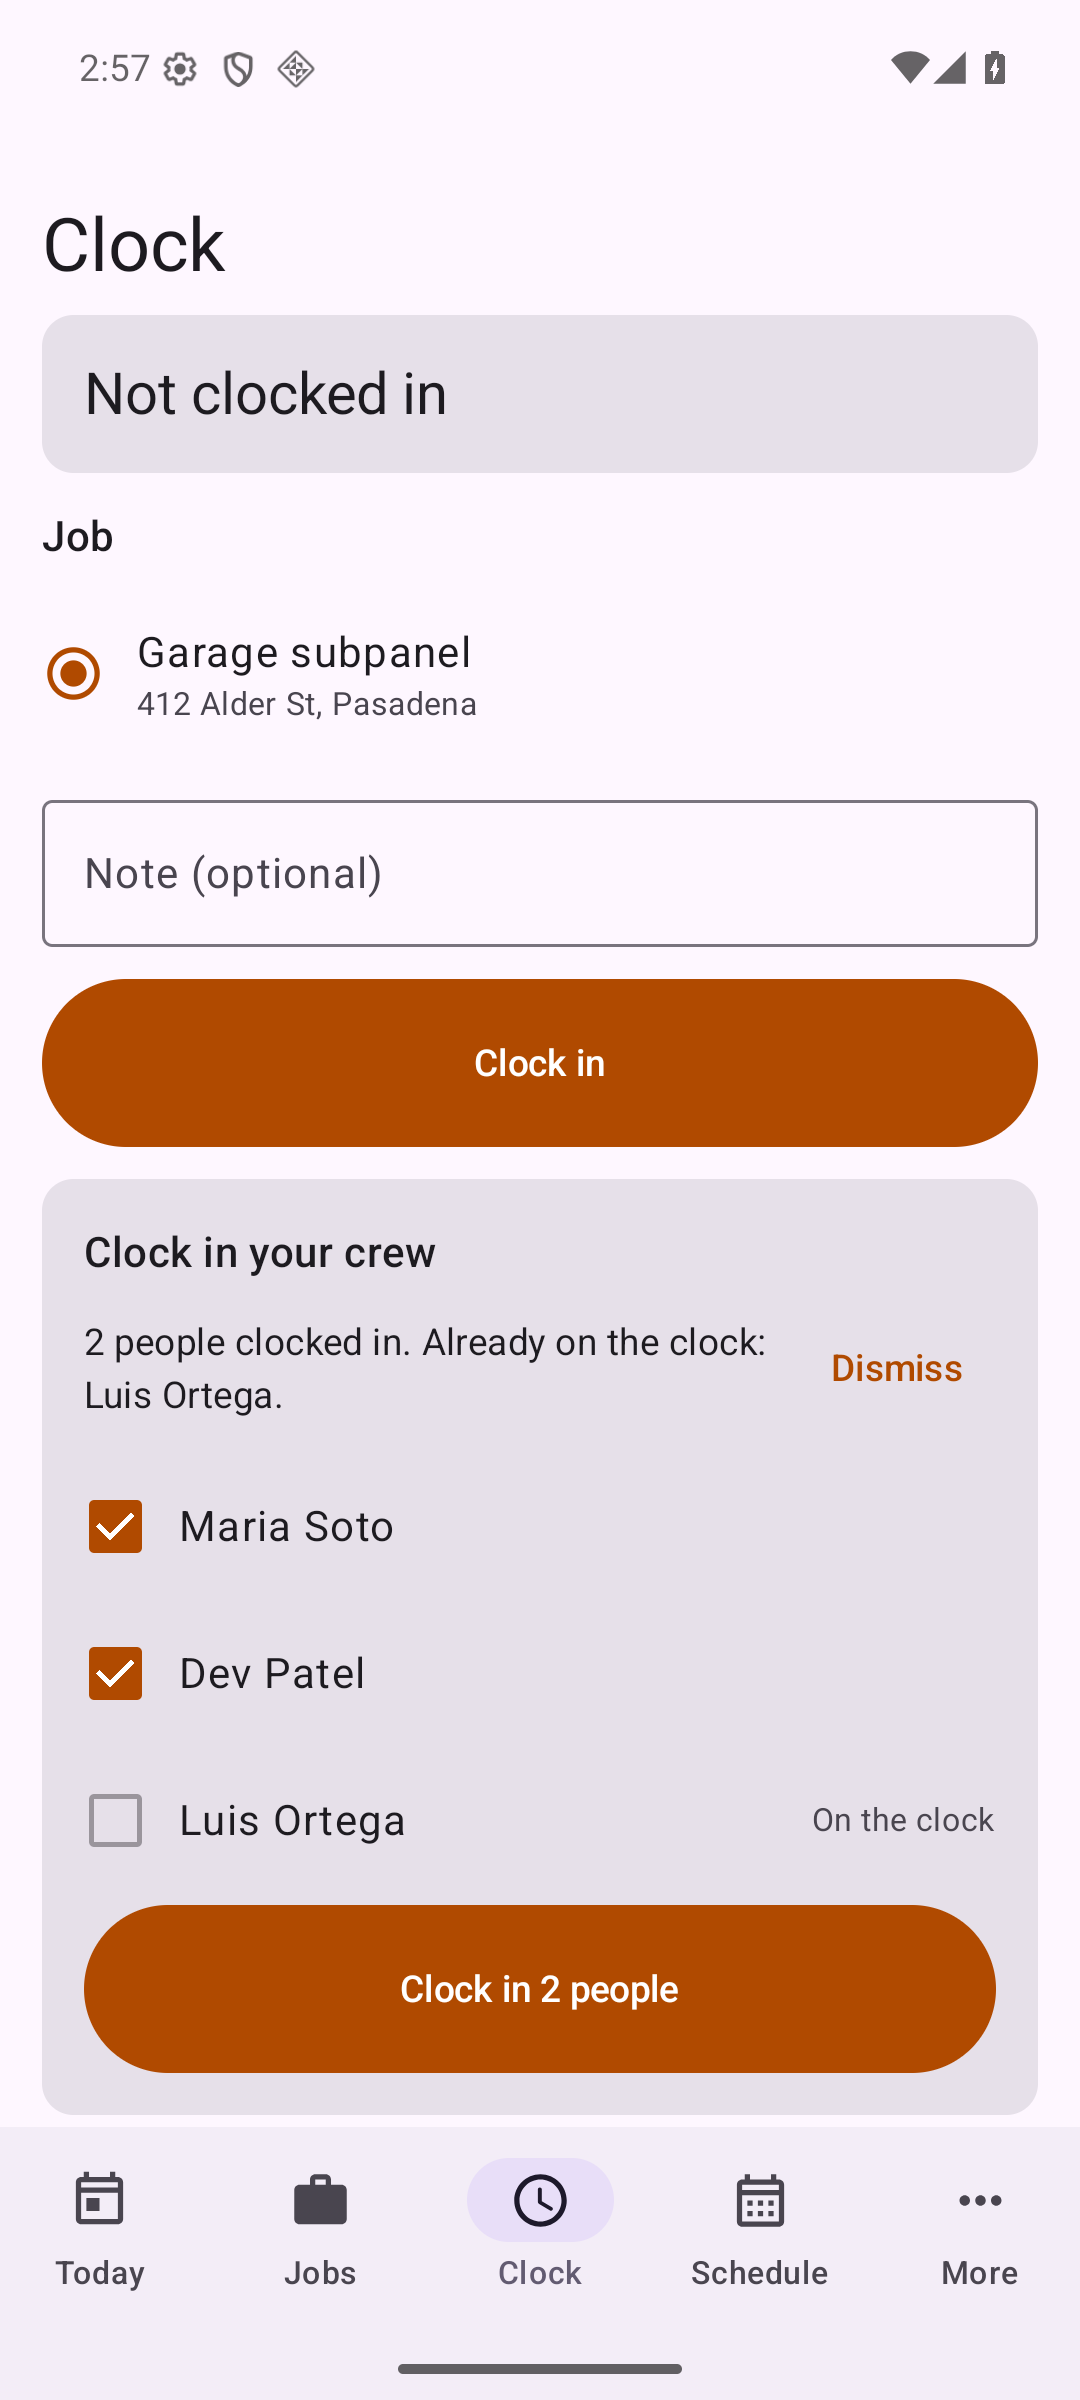 2:57
Clock
Not clocked in
Job
Garage subpanel
412 Alder St, Pasadena
Note (optional)
Clock in
Clock in your crew
2 people clocked in. Already on the clock:
Luis Ortega.
Dismiss
Maria Soto
Dev Patel
Luis Ortega
On the clock
Clock in 2 people
Today
Jobs
Clock
Schedule
More